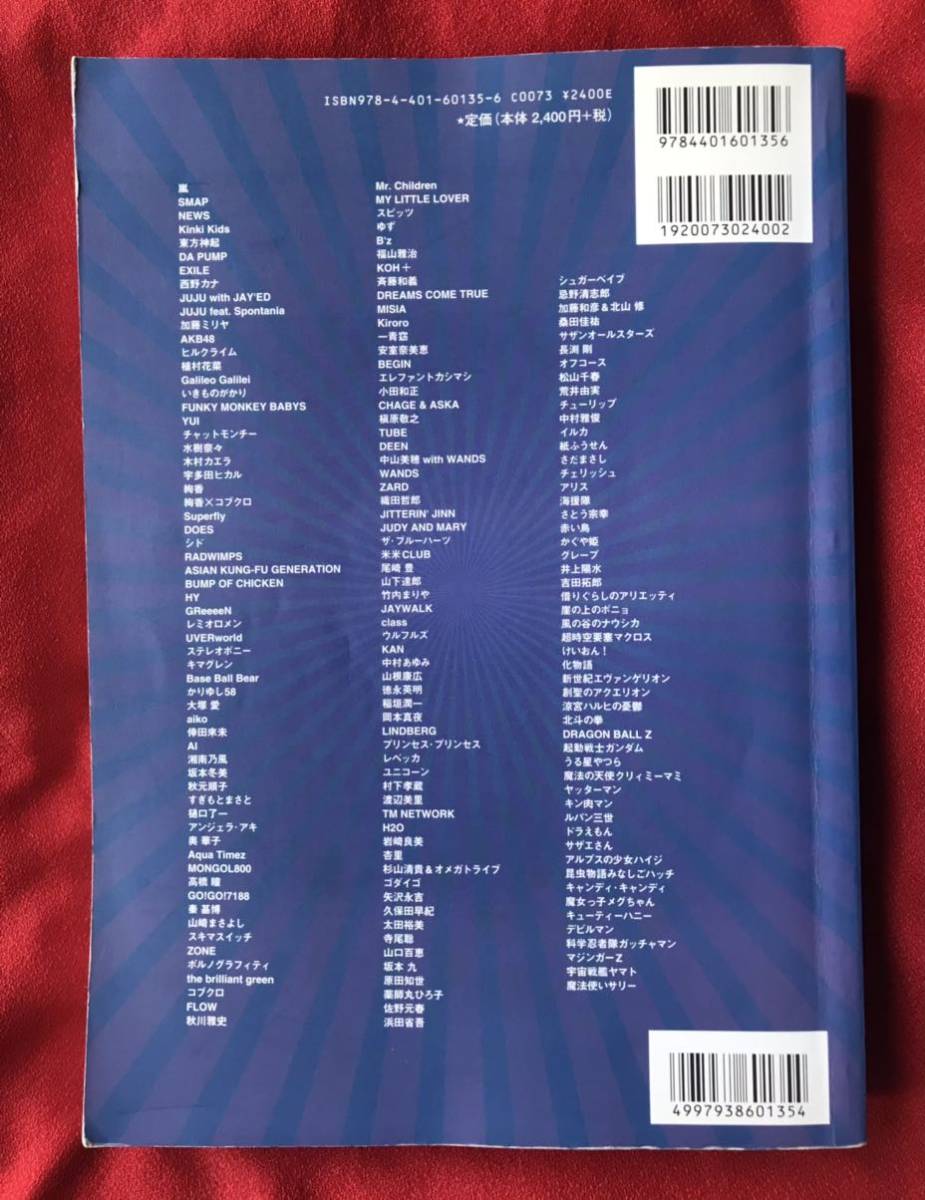 ISBN978-4-401-60135-6 C0073 ¥2400E
★定価(本体 2,400円+税)
9784401601356
1920073024002
嵐
SMAP
NEWS
Kinki Kids
東方神起
DA PUMP
EXILE
西野カナ
JUJU with JAY'ED
JUJU feat. Spontania
加藤ミリヤ
AKB48
ヒルクライム
植村花菜
Galileo Galilei
いきものがかり
FUNKY MONKEY BABYS
YUI
チャットモンチー
水樹奈々
木村カエラ
宇多田ヒカル
絢香
絢香×コブクロ
Superfly
DOES
シド
RADWIMPS
ASIAN KUNG-FU GENERATION
BUMP OF CHICKEN
HY
GReeeeN
レミオロメン
UVERworld
ステレオポニー
キマグレン
Base Ball Bear
かりゆし58
大塚 愛
aiko
倖田來未
AI
湘南乃風
坂本冬美
秋元順子
すぎもとまさと
樋口了一
アンジェラ・アキ
奥 華子
Aqua Timez
MONGOL800
高橋 瞳
GO!GO!7188
秦 基博
山崎まさよし
スキマスイッチ
ZONE
ポルノグラフィティ
the brilliant green
コブクロ
FLOW
秋川雅史
Mr. Children
MY LITTLE LOVER
スピッツ
ゆず
B'z
福山雅治
KOH＋
斉藤和義
DREAMS COME TRUE
MISIA
Kiroro
一青窈
安室奈美恵
BEGIN
エレファントカシマシ
小田和正
CHAGE & ASKA
槇原敬之
TUBE
DEEN
中山美穂 with WANDS
WANDS
ZARD
織田哲郎
JITTERIN' JINN
JUDY AND MARY
ザ・ブルーハーツ
米米CLUB
尾崎 豊
山下達郎
竹内まりや
JAYWALK
class
ウルフルズ
KAN
中村あゆみ
山根康広
徳永英明
稲垣潤一
岡本真夜
LINDBERG
プリンセス・プリンセス
レベッカ
ユニコーン
村下孝蔵
渡辺美里
TM NETWORK
H2O
岩崎良美
杏里
杉山清貴＆オメガトライブ
ゴダイゴ
矢沢永吉
久保田早紀
太田裕美
寺尾聰
山口百恵
坂本 九
原田知世
薬師丸ひろ子
佐野元春
浜田省吾
シュガーベイブ
忌野清志郎
加藤和彦＆北山 修
桑田佳祐
サザンオールスターズ
長渕 剛
オフコース
松山千春
荒井由実
チューリップ
中村雅俊
イルカ
紙ふうせん
さだまさし
チェリッシュ
アリス
海援隊
さとう宗幸
赤い鳥
かぐや姫
グレープ
井上陽水
吉田拓郎
借りぐらしのアリエッティ
崖の上のポニョ
風の谷のナウシカ
超時空要塞マクロス
けいおん！
化物語
新世紀エヴァンゲリオン
創聖のアクエリオン
涼宮ハルヒの憂鬱
北斗の拳
DRAGON BALL Z
起動戦士ガンダム
うる星やつら
魔法の天使クリィミーマミ
ヤッターマン
キン肉マン
ルパン三世
ドラえもん
サザエさん
アルプスの少女ハイジ
昆虫物語みなしごハッチ
キャンディ・キャンディ
魔女っ子メグちゃん
キューティーハニー
デビルマン
科学忍者隊ガッチャマン
マジンガーZ
宇宙戦艦ヤマト
魔法使いサリー
4997938601354